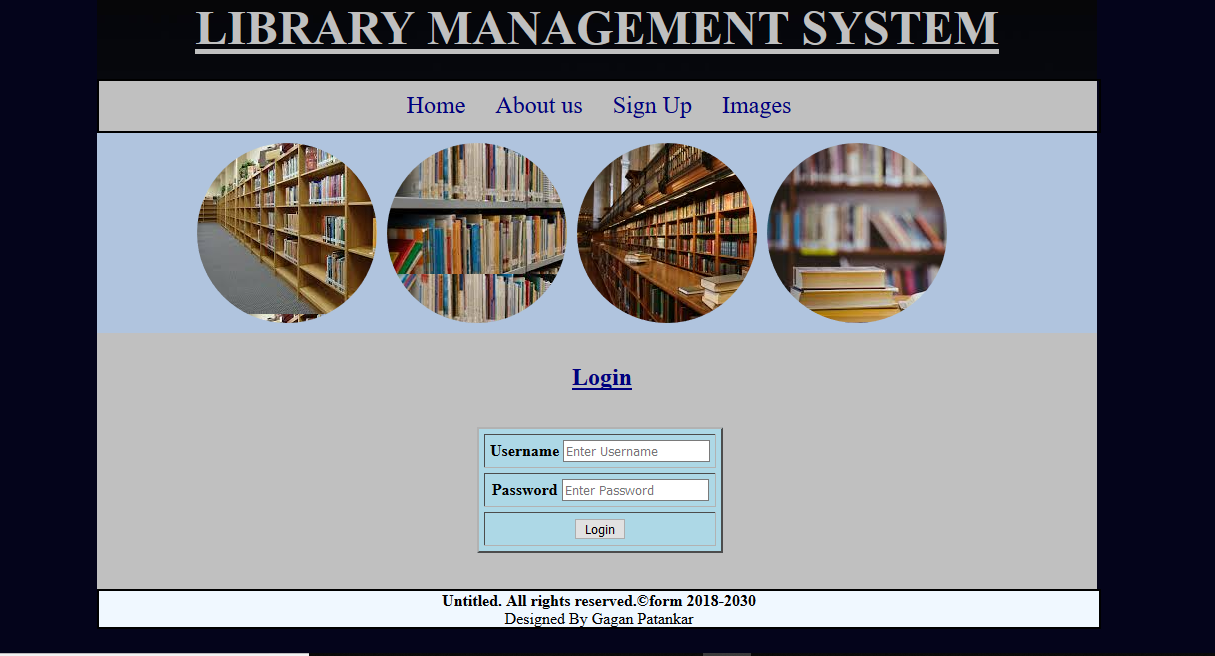 LIBRARY MANAGEMENT SYSTEM
Home About us Sign Up Images
Login
Username Enter Username
Password Enter Password
Login
Untitled. All rights reserved.©form 2018-2030
Designed By Gagan Patankar